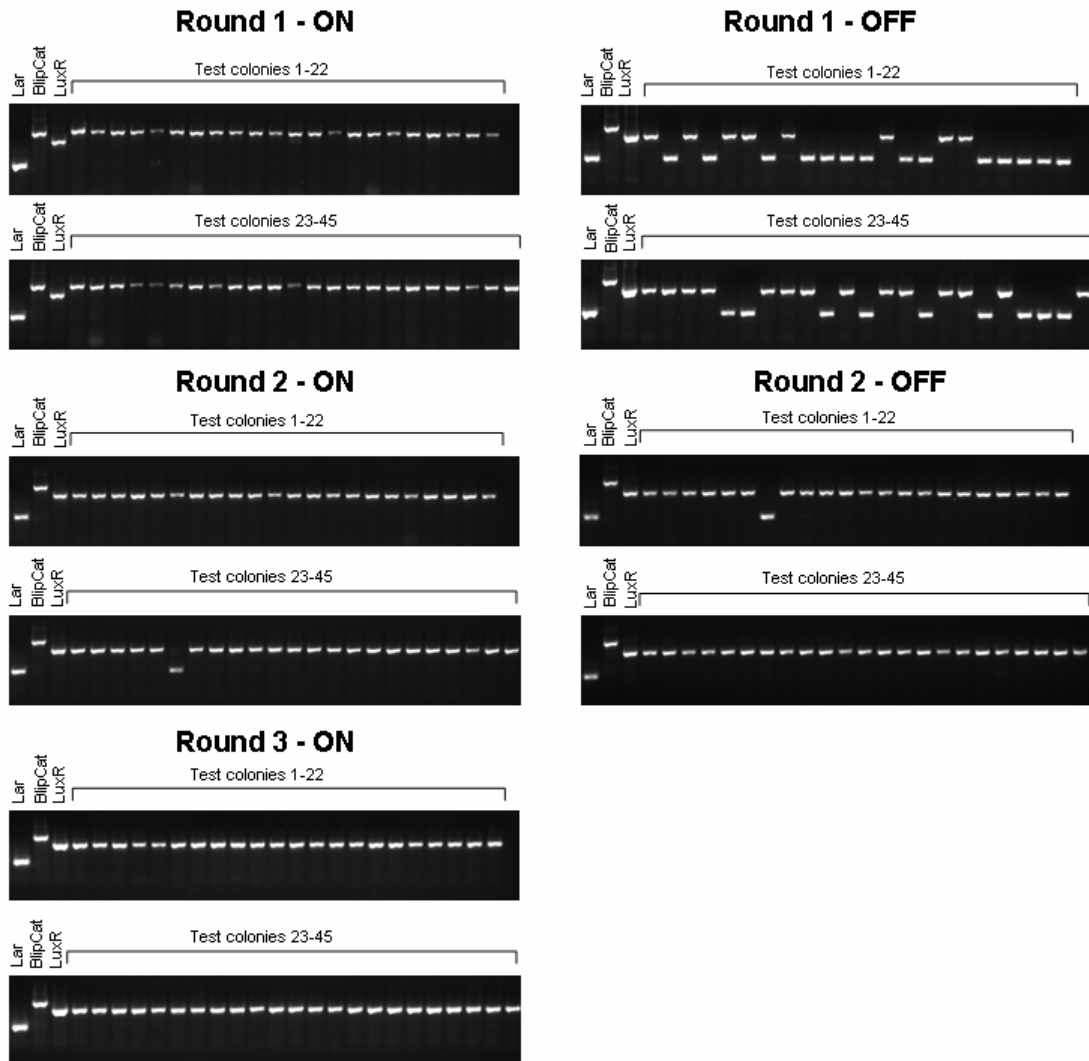 Round 1 - ON
Lar
BlipCat
LuxR
Test colonies 1-22
Lar
BlipCat
LuxR
Test colonies 23-45
Round 1 - OFF
Lar
BlipCat
LuxR
Test colonies 1-22
Lar
BlipCat
LuxR
Test colonies 23-45
Round 2 - ON
Lar
BlipCat
LuxR
Test colonies 1-22
Lar
BlipCat
LuxR
Test colonies 23-45
Round 2 - OFF
Lar
BlipCat
LuxR
Test colonies 1-22
Lar
BlipCat
LuxR
Test colonies 23-45
Round 3 - ON
Lar
BlipCat
LuxR
Test colonies 1-22
Lar
BlipCat
LuxR
Test colonies 23-45